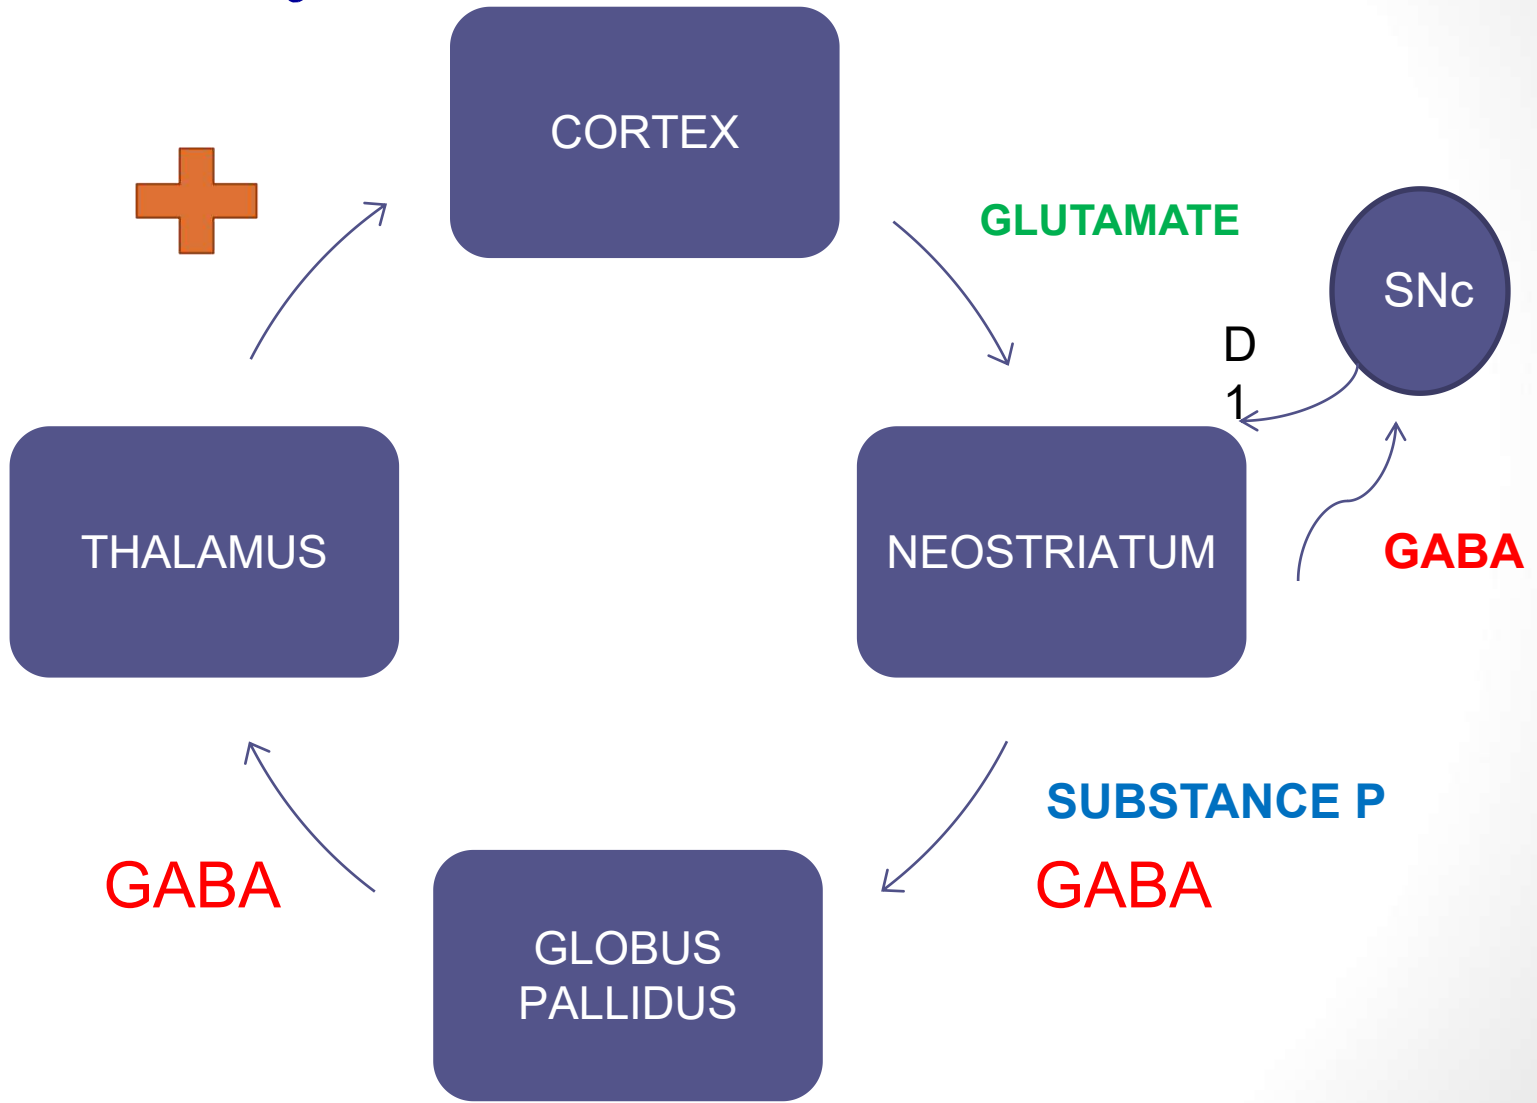 CORTEX
GLUTAMATE
SNc
D
1
THALAMUS
NEOSTRIATUM
GABA
SUBSTANCE P
GABA
GABA
GLOBUS
PALLIDUS